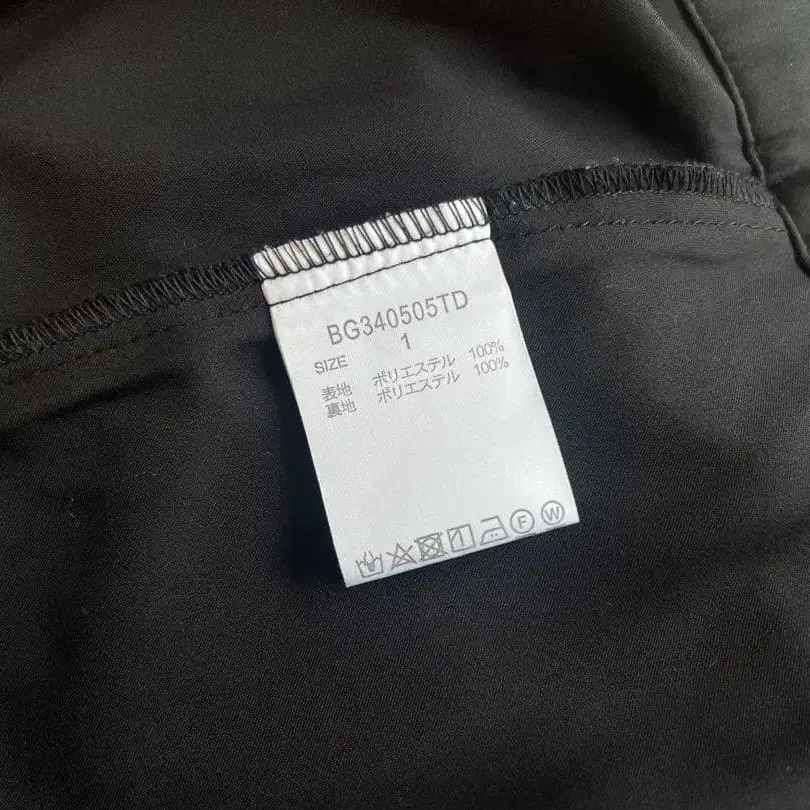 BG340505TD
SIZE 1
表地 ポリエステル 100%
裏地 ポリエステル 100%
F W